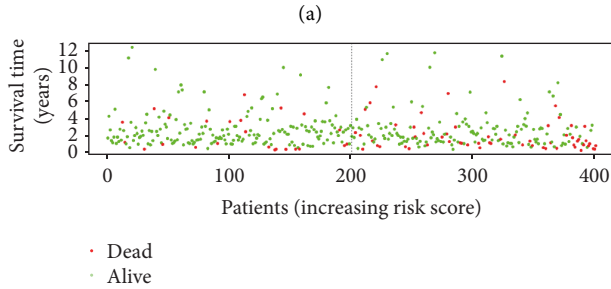 (a)
Survival time
(years)
12
10
8
6
4
2
0
0
100
200
300
400
Patients (increasing risk score)
Dead
Alive